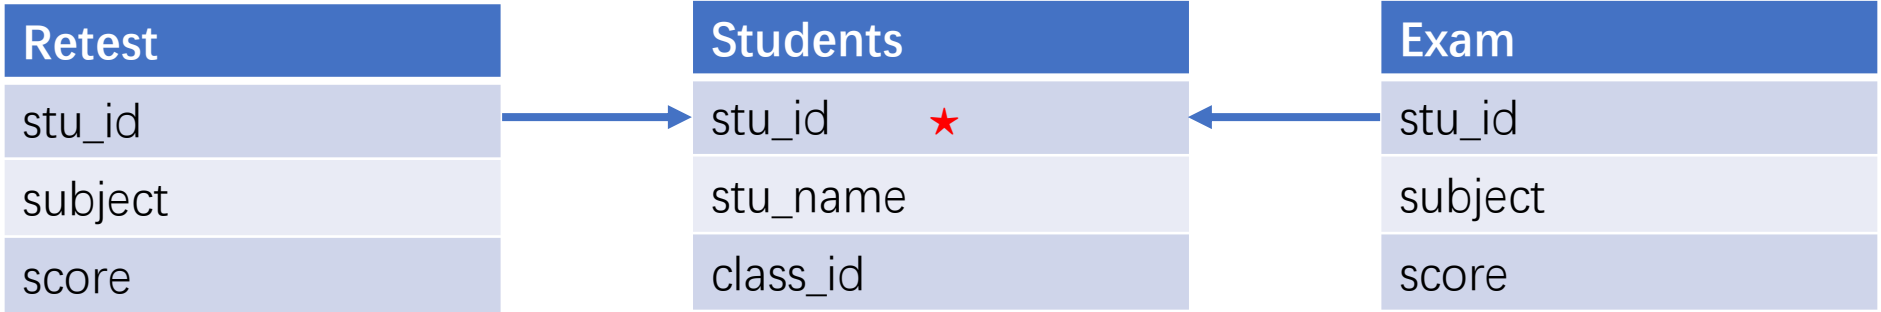 Retest
stu_id
subject
score
Students
stu_id
stu_name
class_id
Exam
stu_id
subject
score